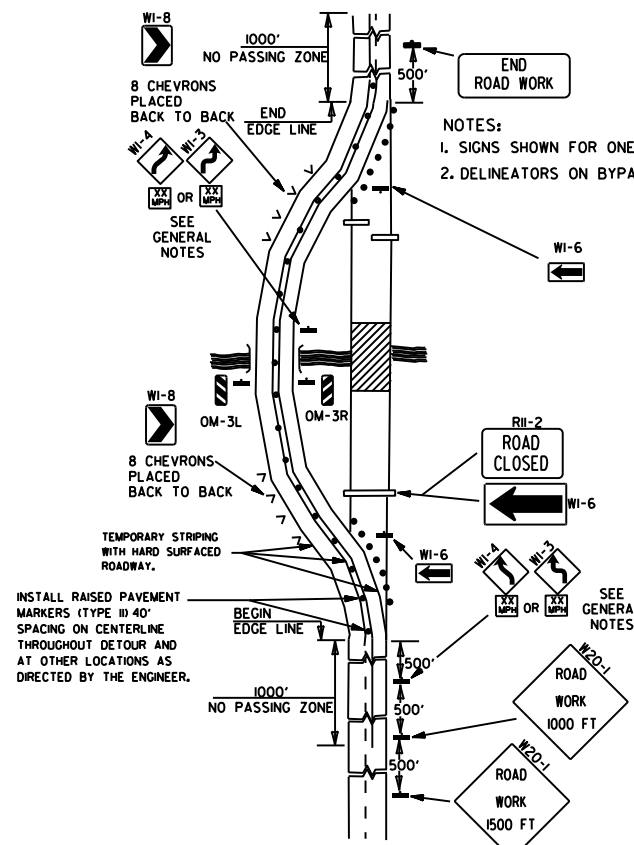 W1-8
1000'
NO PASSING ZONE
500'
END
ROAD WORK
8 CHEVRONS
PLACED
BACK TO BACK
END
EDGE LINE
NOTES:
1. SIGNS SHOWN FOR ONE
2. DELINEATORS ON BYPA
W1-4
W1-3
XX
MPH
OR
XX
MPH
SEE
GENERAL
NOTES
W1-6
W1-8
OM-3L
OM-3R
8 CHEVRONS
PLACED
BACK TO BACK
R11-2
ROAD
CLOSED
W1-6
TEMPORARY STRIPING
WITH HARD SURFACED
ROADWAY.
W1-6
W1-4
W1-3
XX
MPH
OR
XX
MPH
SEE
GENERA
NOTES
INSTALL RAISED PAVEMENT
MARKERS (TYPE II) 40'
SPACING ON CENTERLINE
THROUGHOUT DETOUR AND
AT OTHER LOCATIONS AS
DIRECTED BY THE ENGINEER.
BEGIN
EDGE LINE
1000'
NO PASSING ZONE
500'
500'
500'
W20-1
ROAD
WORK
1000 FT
W20-1
ROAD
WORK
1500 FT